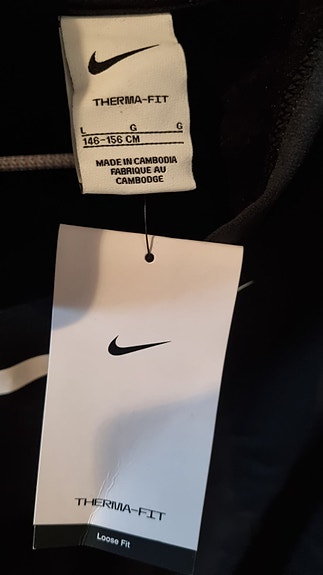 THERMA-FIT
L G G
146-156 CM
MADE IN CAMBODIA
FABRIQUE AU
CAMBODGE
THERMA-FIT
Loose Fit